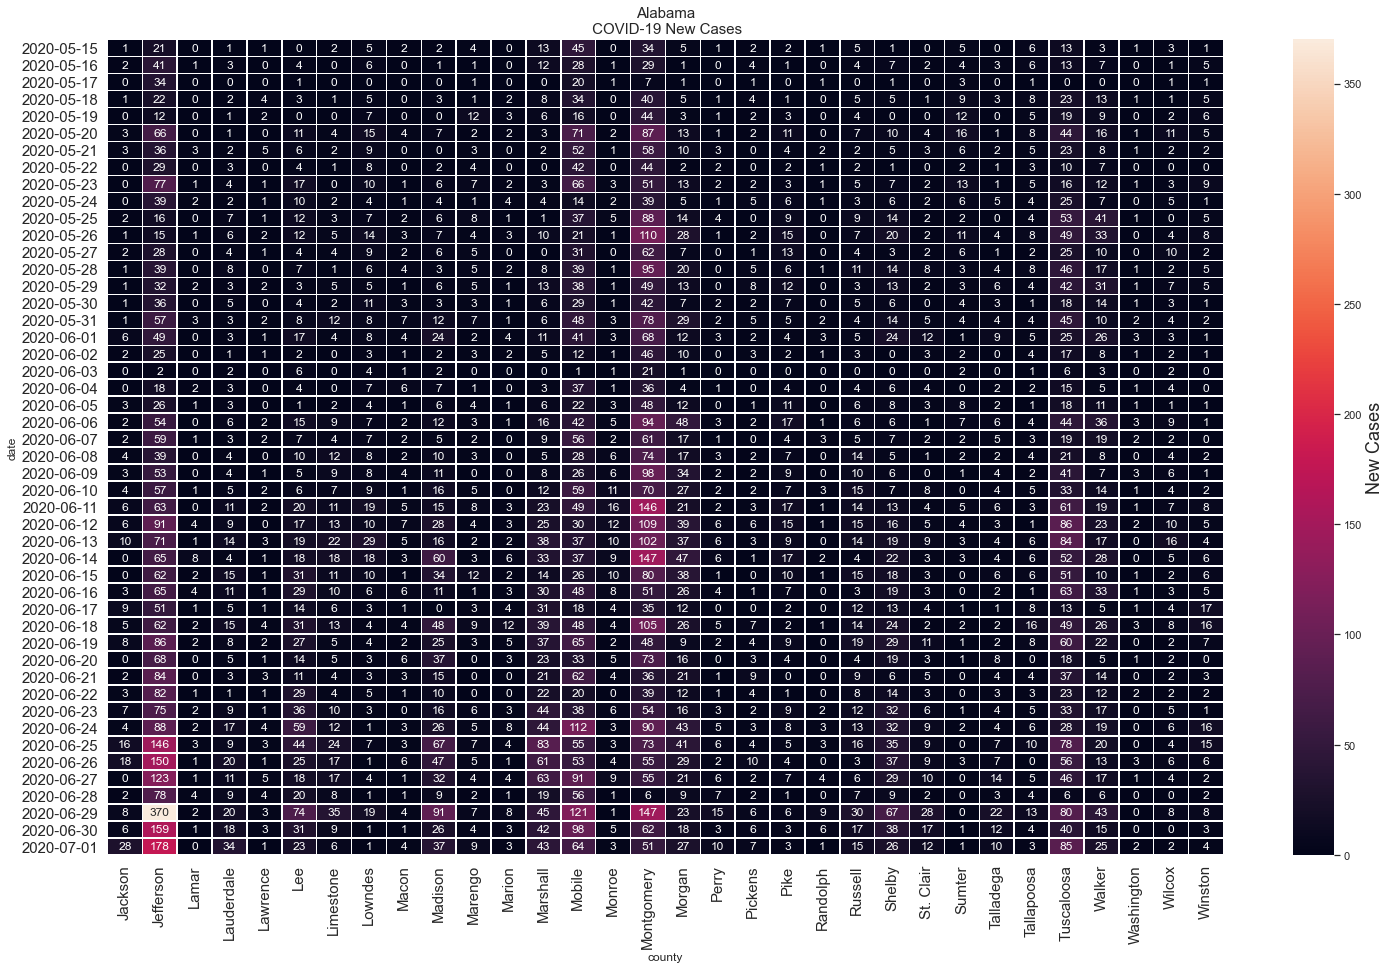 Alabama
COVID-19 New Cases
2020-05-15 1 21 0 1 1 0 2 5 2 2 4 0 13 45 0 34 5 1 2 2 1 5 1 0 5 0 6 13 3 1 3 1
2020-05-16 2 41 1 3 0 4 0 6 0 1 1 0 12 28 1 29 1 0 4 1 0 4 7 2 4 3 6 13 7 0 1 5
2020-05-17 0 34 0 0 0 1 0 0 0 0 1 0 0 20 1 7 1 0 1 0 1 0 1 0 3 0 1 0 0 0 1 1
2020-05-18 1 22 0 2 4 3 1 5 0 3 1 2 8 34 0 40 5 1 4 1 0 5 5 1 9 3 8 23 13 1 1 5
2020-05-19 0 12 0 1 2 0 0 7 0 0 12 3 6 16 0 44 3 1 2 3 0 4 0 0 12 0 5 19 9 0 2 6
2020-05-20 3 66 0 1 0 11 4 15 4 7 2 2 3 71 2 87 13 1 2 11 0 7 10 4 16 1 8 44 16 1 11 5
2020-05-21 3 36 3 2 5 6 2 9 0 0 3 0 2 52 1 58 10 3 0 4 2 2 5 3 6 2 5 23 8 1 2 2
2020-05-22 0 29 0 3 0 4 1 8 0 2 4 0 0 42 0 44 2 2 0 2 1 2 1 0 2 1 3 10 7 0 0 0
2020-05-23 0 77 1 4 1 17 0 10 1 6 7 2 3 66 3 51 13 2 2 3 1 5 7 2 13 1 5 16 12 1 3 9
2020-05-24 0 39 2 2 1 10 2 4 1 4 1 4 4 14 2 39 5 1 5 6 1 3 6 2 6 5 4 25 7 0 5 1
2020-05-25 2 16 0 7 1 12 3 7 2 6 8 1 1 37 5 88 14 4 0 9 0 9 14 2 2 0 4 53 41 1 0 5
2020-05-26 1 15 1 6 2 12 5 14 3 7 4 3 10 21 1 110 28 1 2 15 0 7 20 2 11 4 8 49 33 0 4 8
2020-05-27 2 28 0 4 1 4 4 9 2 6 5 0 0 31 0 62 7 0 1 13 0 4 3 2 6 1 2 25 10 0 10 2
2020-05-28 1 39 0 8 0 7 1 6 4 3 5 2 8 39 1 95 20 0 5 6 1 11 14 8 3 4 8 46 17 1 2 5
2020-05-29 1 32 2 3 2 3 5 5 1 6 5 1 13 38 1 49 13 0 8 12 0 3 13 2 3 6 4 42 31 1 7 5
2020-05-30 1 36 0 5 0 4 2 11 3 3 3 1 6 29 1 42 7 2 2 7 0 5 6 0 4 3 1 18 14 1 3 1
2020-05-31 1 57 3 3 2 8 12 8 7 12 7 1 6 48 3 78 29 2 5 5 2 4 14 5 4 4 4 45 10 2 4 2
2020-06-01 6 49 0 3 1 17 4 8 4 24 2 4 11 41 3 68 12 3 2 4 3 5 24 12 1 9 5 25 26 3 3 1
2020-06-02 2 25 0 1 1 2 0 3 1 2 3 2 5 12 1 46 10 0 3 2 1 3 0 3 2 0 4 17 8 1 2 1
2020-06-03 0 2 0 2 0 6 0 4 1 2 0 0 0 1 1 21 1 0 0 0 0 0 0 0 2 0 1 6 3 0 2 0
2020-06-04 0 18 2 3 0 4 0 7 6 7 1 0 3 37 1 36 4 1 0 4 0 4 6 4 0 2 2 15 5 1 4 0
2020-06-05 3 26 1 3 0 1 2 4 1 6 4 1 6 22 3 48 12 0 1 11 0 6 8 3 8 2 1 18 11 1 1 1
2020-06-06 2 54 0 6 2 15 9 7 2 12 3 1 16 42 5 94 48 3 2 17 1 6 6 1 7 6 4 44 36 3 9 1
2020-06-07 2 59 1 3 2 7 4 7 2 5 2 0 9 56 2 61 17 1 0 4 3 5 7 2 2 5 3 19 19 2 2 0
2020-06-08 4 39 0 4 0 10 12 8 2 10 3 0 5 28 6 74 17 3 2 7 0 14 5 1 2 2 4 21 8 0 4 2
2020-06-09 3 53 0 4 1 5 9 8 4 11 0 0 8 26 6 98 34 2 2 9 0 10 6 0 1 4 2 41 7 3 6 1
2020-06-10 4 57 1 5 2 6 7 9 1 16 5 0 12 59 11 70 27 2 2 7 3 15 7 8 0 4 5 33 14 1 4 2
2020-06-11 6 63 0 11 2 20 11 19 5 15 8 3 23 49 16 146 21 2 3 17 1 14 13 4 5 6 3 61 19 1 7 8
2020-06-12 6 91 4 9 0 17 13 10 7 28 4 3 25 30 12 109 39 6 6 15 1 15 16 5 4 3 1 86 23 2 10 5
2020-06-13 10 71 1 14 3 19 22 29 5 16 2 2 38 37 10 102 37 6 3 9 0 14 19 9 3 4 6 84 17 0 16 4
2020-06-14 0 65 8 4 1 18 18 18 3 60 3 6 33 37 9 147 47 6 1 17 2 4 22 3 3 4 6 52 28 0 5 6
2020-06-15 0 62 2 15 1 31 11 10 1 34 12 2 14 26 10 80 38 1 0 10 1 15 18 3 0 6 6 51 10 1 2 6
2020-06-16 3 65 4 11 1 29 10 6 6 11 1 3 30 48 8 51 26 4 1 7 0 3 19 3 0 2 1 63 33 1 3 5
2020-06-17 9 51 1 5 1 14 6 3 1 0 3 4 31 18 4 35 12 0 0 2 0 12 13 4 1 1 8 13 5 1 4 17
2020-06-18 5 62 2 15 4 31 13 4 4 48 9 12 39 48 4 105 26 5 7 2 1 14 24 2 2 2 16 49 26 3 8 16
2020-06-19 8 86 2 8 2 27 5 4 2 25 3 5 37 65 2 48 9 2 4 9 0 19 29 11 1 2 8 60 22 0 2 7
2020-06-20 0 68 0 5 1 14 5 3 6 37 0 3 23 33 5 73 16 0 3 4 0 4 19 3 1 8 0 18 5 1 2 0
2020-06-21 2 84 0 3 3 11 4 3 3 15 0 0 21 62 4 36 21 1 9 0 0 9 6 5 0 4 4 37 14 0 2 3
2020-06-22 3 82 1 1 1 29 4 5 1 10 0 0 22 20 0 39 12 1 4 1 0 8 14 3 0 3 3 23 12 2 2 2
2020-06-23 7 75 2 6 1 36 10 3 0 16 6 3 44 38 6 54 16 3 2 9 2 12 32 9 1 4 5 33 17 0 5 1
2020-06-24 4 88 2 17 4 59 12 1 3 26 5 8 44 112 0 90 43 5 3 8 3 13 32 9 2 4 6 28 19 0 6 16
2020-06-25 16 146 3 9 3 44 24 7 3 67 7 4 83 55 3 73 41 6 4 5 3 16 35 9 0 7 10 78 20 0 4 15
2020-06-26 18 150 1 20 1 25 17 1 6 47 5 1 61 53 4 55 29 2 10 4 0 6 37 9 3 7 0 56 13 3 6 6
2020-06-27 0 123 1 11 5 18 17 4 1 32 4 4 63 91 9 55 21 6 2 7 4 6 29 10 0 14 5 46 17 1 4 2
2020-06-28 2 78 4 9 4 20 8 1 1 9 2 1 19 56 1 6 9 7 2 1 0 7 9 2 0 3 4 6 6 0 0 2
2020-06-29 8 370 2 20 3 74 35 19 4 91 7 8 45 121 1 147 23 15 6 6 9 30 67 28 0 22 13 80 43 0 8 8
2020-06-30 6 159 1 18 3 31 9 1 1 26 4 3 42 98 5 62 18 3 6 3 6 17 38 17 1 12 4 40 15 0 0 3
2020-07-01 28 178 0 34 1 23 6 1 4 37 9 3 43 64 3 51 27 10 7 3 1 15 26 12 1 10 3 85 25 2 2 4
date
Jackson Jefferson Lamar Lauderdale Lawrence Lee Limestone Lowndes Macon Madison Marengo Marion Marshall Mobile Monroe Montgomery Morgan Perry Pickens Pike Randolph Russell Shelby St. Clair Sumter Talladega Tallapoosa Tuscaloosa Walker Washington Wilcox Winston
county
350
300
250
200
150
100
50
0
New Cases